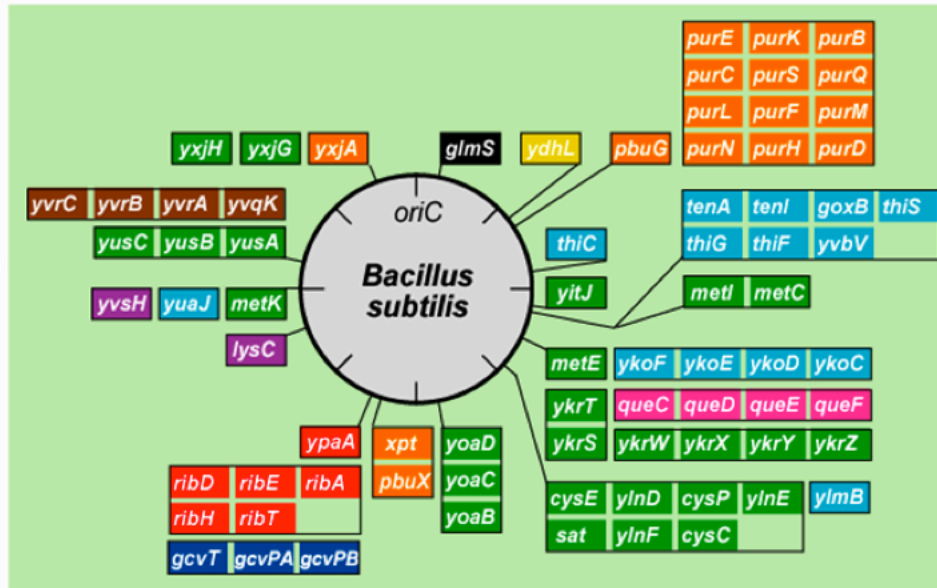 purE purK purB
purC purS purQ
purL purF purM
purN purH purD
yxjH yxjG yxjA glmS ydhL pbuG
oriC
Bacillus
subtilis
yvrC yvrB yvrA yvqK
yusC yusB yusA
yvsH yuaJ metK
lysC
tenA tenI goxB thiS
thiG thiF yvbV
thiC
yitJ metI metC
metE ykoF ykoE ykoD ykoC
ykrT queC queD queE queF
ykrS ykrW ykrX ykrY ykrZ
ypaA xpt yoaD
pbuX yoaC
yoaB
ribD ribE ribA
ribH ribT
gcvT gcvPA gcvPB
cysE ylnD cysP ylnE ylmB
sat ylnF cysC